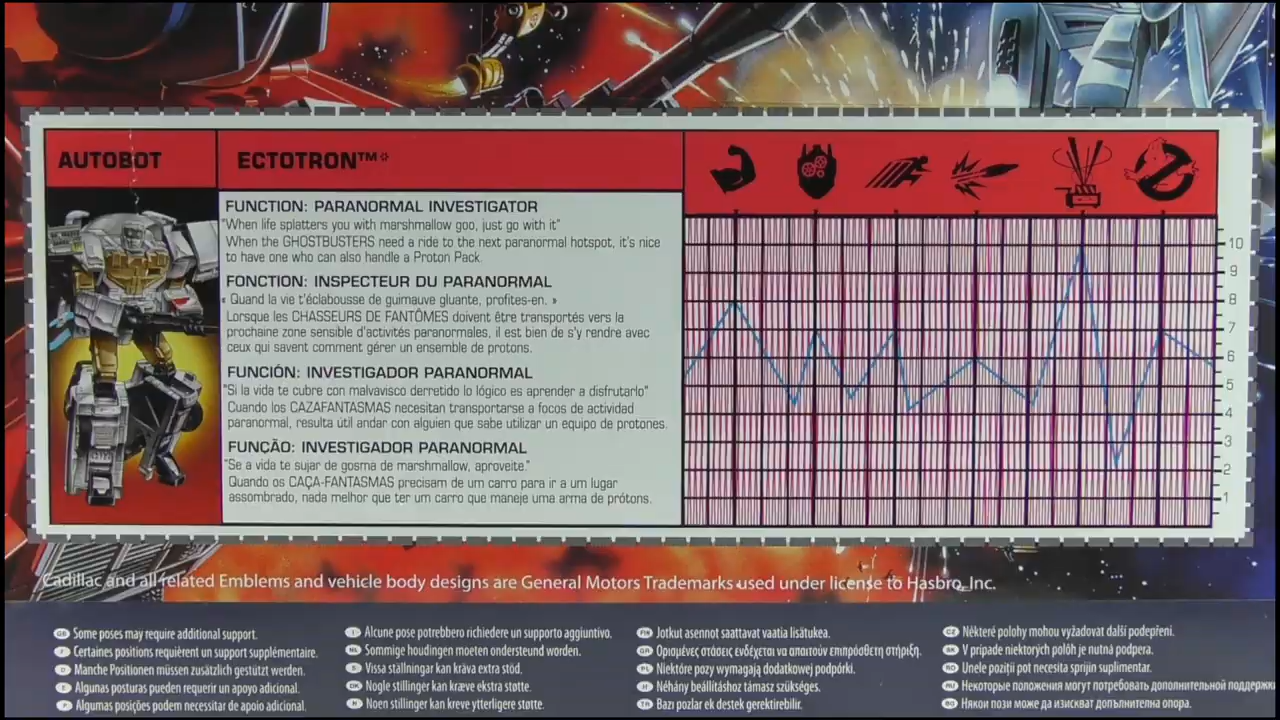 AUTOBOT
ECTOTRON™*
FUNCTION: PARANORMAL INVESTIGATOR
"When life splatters you with marshmallow goo, just go with it"
When the GHOSTBUSTERS need a ride to the next paranormal hotspot, it's nice
to have one who can also handle a Proton Pack.
FONCTION: INSPECTEUR DU PARANORMAL
« Quand la vie t'éclabousse de guimauve gluante, profites-en. »
Lorsque les CHASSEURS DE FANTÔMES doivent être transportés vers la
prochaine zone sensible d'activités paranormales, il est bien de s'y rendre avec
ceux qui savent comment gérer un ensemble de protons.
FUNCIÓN: INVESTIGADOR PARANORMAL
"Si la vida te cubre con malvavisco derretido lo lógico es aprender a disfrutarlo"
Cuando los CAZAFANTASMAS necesitan transportarse a focos de actividad
paranormal, resulta útil andar con alguien que sabe utilizar un equipo de protones.
FUNÇÃO: INVESTIGADOR PARANORMAL
"Se a vida te sujar de gosma de marshmallow, aproveite."
Quando os CAÇA-FANTASMAS precisam de um carro para ir a um lugar
assombrado, nada melhor que ter um carro que maneje uma arma de prótons.
10
9
8
7
6
5
4
3
2
1
Cadillac and all related Emblems and vehicle body designs are General Motors Trademarks used under license to Hasbro, Inc.
GB Some poses may require additional support.
F Certaines positions requièrent un support supplémentaire.
D Manche Positionen müssen zusätzlich gestützt werden.
E Algunas posturas pueden requerir un apoyo adicional.
P Algumas posições podem necessitar de apoio adicional.
I Alcune pose potrebbero richiedere un supporto aggiuntivo.
NL Sommige houdingen moeten ondersteund worden.
S Vissa ställningar kan kräva extra stöd.
DK Nogle stillinger kan kræve ekstra støtte.
N Noen stillinger kan kreve ytterligere støtte.
FIN Jotkut asennot saattavat vaatia lisätukea.
GR Ορισμένες στάσεις ενδέχεται να απαιτούν επιπρόσθετη στήριξη.
PL Niektóre pozy wymagają dodatkowej podpórki.
H Néhány beállításhoz támasz szükséges.
TR Bazı pozlar ek destek gerektirebilir.
CZ Některé polohy mohou vyžadovat další podepření.
SK V prípade niektorých polôh je nutná podpera.
RO Unele poziții pot necesita sprijin suplimentar.
RU Некоторые положения могут потребовать дополнительной поддержки
BG Някои пози може да изискват допълнителна опора.